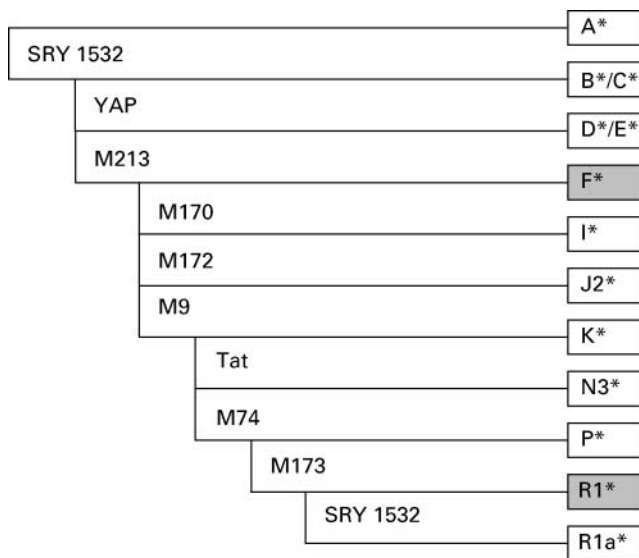 A*
SRY 1532
B*/C*
YAP
D*/E*
M213
F*
M170
I*
M172
J2*
M9
K*
Tat
N3*
M74
P*
M173
R1*
SRY 1532
R1a*